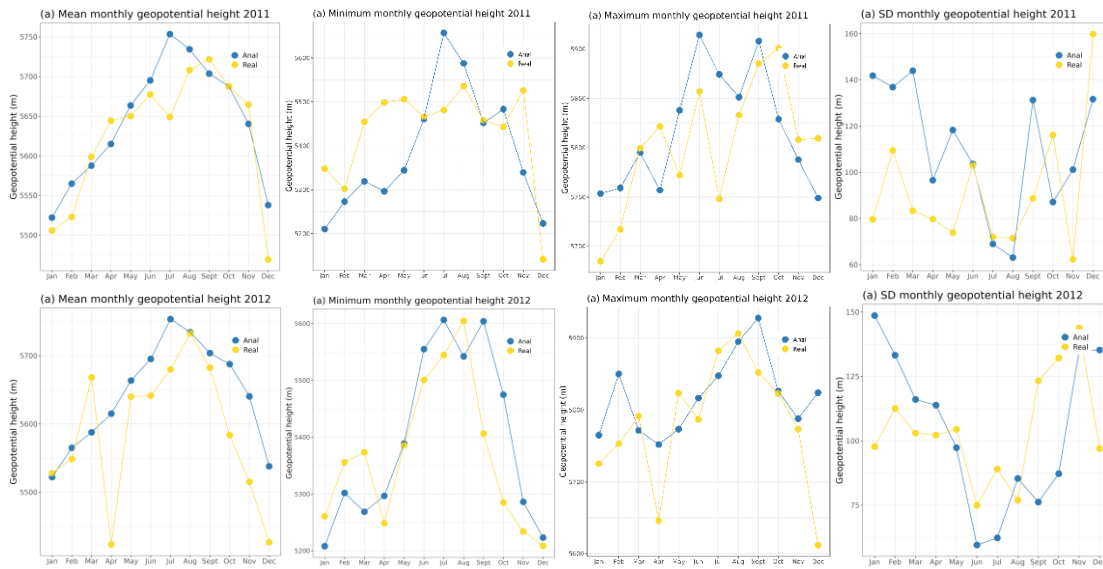 (a) Mean monthly geopotential height 2011
Geopotential height (m)
5750
5700
5650
5600
5550
5500
Anal
Real
Jan Feb Mar Apr May Jun Jul Aug Sept Oct Nov Dec
(a) Minimum monthly geopotential height 2011
Geopotential height (m)
Anal
Real
Jan Feb Mar Apr May Jun Jul Aug Sept Oct Nov Dec
(a) Maximum monthly geopotential height 2011
Geopotential height (m)
Anal
Real
Jan Feb Mar Apr May Jun Jul Aug Sept Oct Nov Dec
(a) SD monthly geopotential height 2011
Geopotential height (m)
160
140
120
100
80
60
Anal
Real
Jan Feb Mar Apr May Jun Jul Aug Sept Oct Nov Dec
(a) Mean monthly geopotential height 2012
Geopotential height (m)
5700
5600
5500
Anal
Real
Jan Feb Mar Apr May Jun Jul Aug Sept Oct Nov Dec
(a) Minimum monthly geopotential height 2012
Geopotential height (m)
5600
5500
5400
5300
5200
Anal
Real
Jan Feb Mar Apr May Jun Jul Aug Sept Oct Nov Dec
(a) Maximum monthly geopotential height 2012
Geopotential height (m)
5700
5600
Anal
Real
Jan Feb Mar Apr May Jun Jul Aug Sept Oct Nov Dec
(a) SD monthly geopotential height 2012
Geopotential height (m)
150
125
100
75
Anal
Real
Jan Feb Mar Apr May Jun Jul Aug Sept Oct Nov Dec